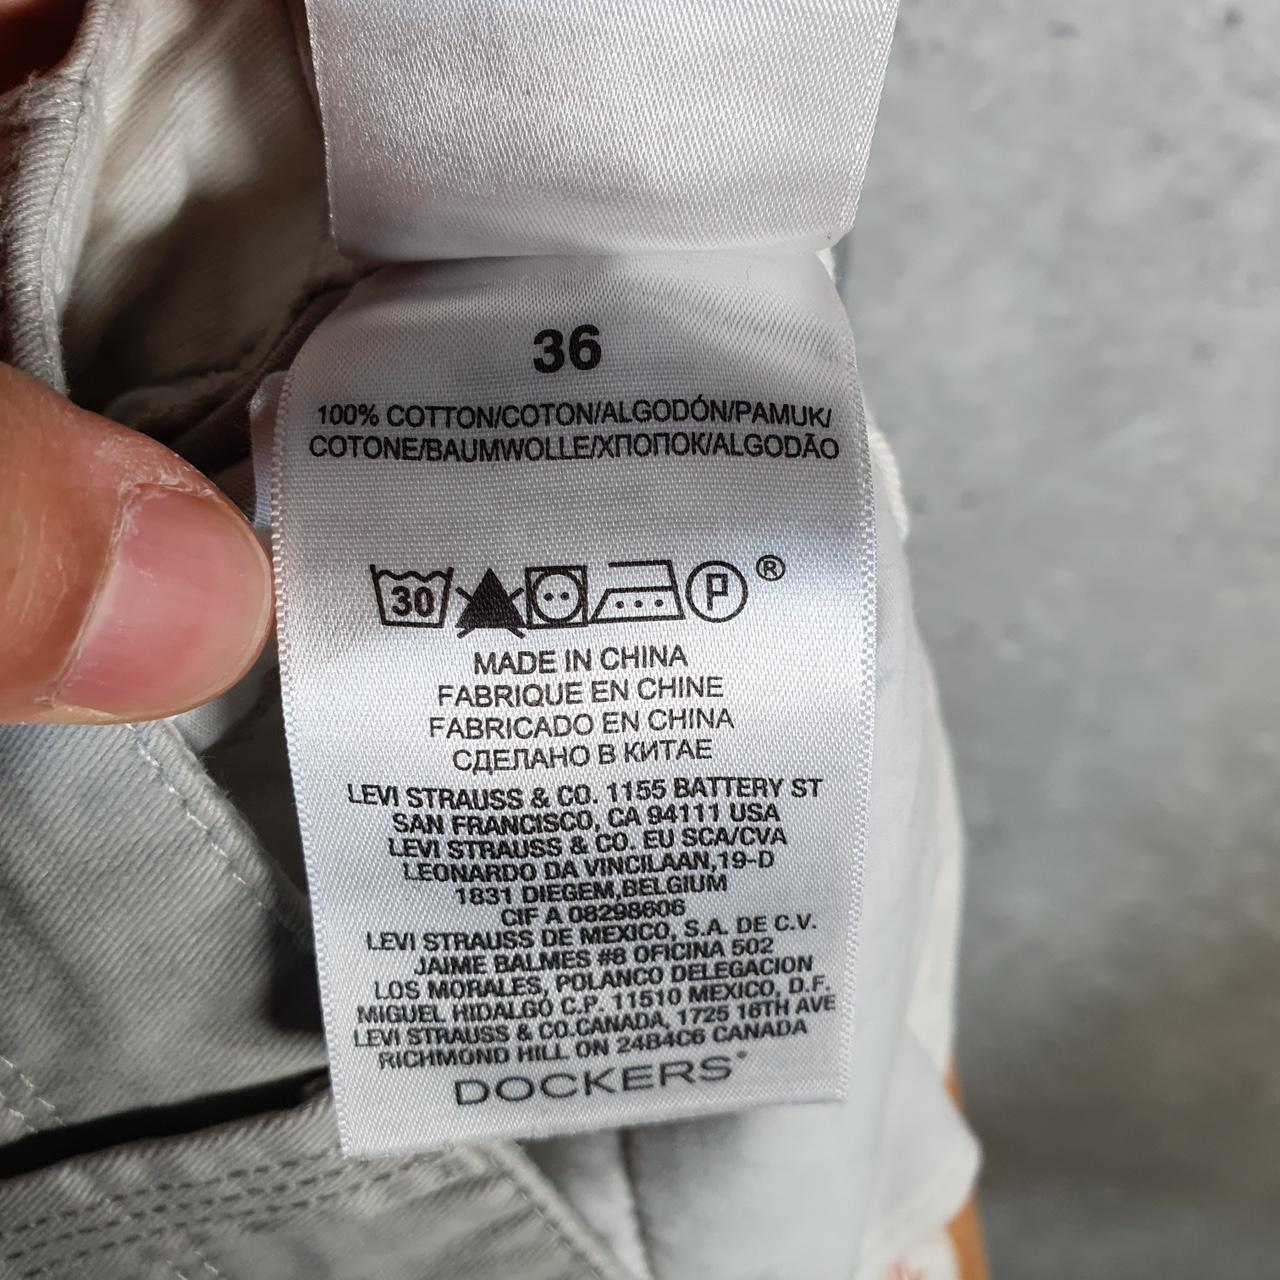 36
100% COTTON/COTON/ALGODÓN/PAMUK/
COTONE/BAUMWOLLE/ХПОПОК/ALGODÃO
30
P
®
MADE IN CHINA
FABRIQUE EN CHINE
FABRICADO EN CHINA
СДЕЛАНО В КИТАЕ
LEVI STRAUSS & CO. 1155 BATTERY ST
SAN FRANCISCO, CA 94111 USA
LEVI STRAUSS & CO. EU SCA/CVA
LEONARDO DA VINCILAAN,19-D
1831 DIEGEM,BELGIUM
CIF A 08298606
LEVI STRAUSS DE MEXICO, S.A. DE C.V.
JAIME BALMES #8 OFICINA 502
LOS MORALES, POLANCO DELEGACION
MIGUEL HIDALGO C.P. 11510 MEXICO, D.F.
LEVI STRAUSS & CO.CANADA, 1725 16TH AVE
RICHMOND HILL ON 24B4C6 CANADA
DOCKERS